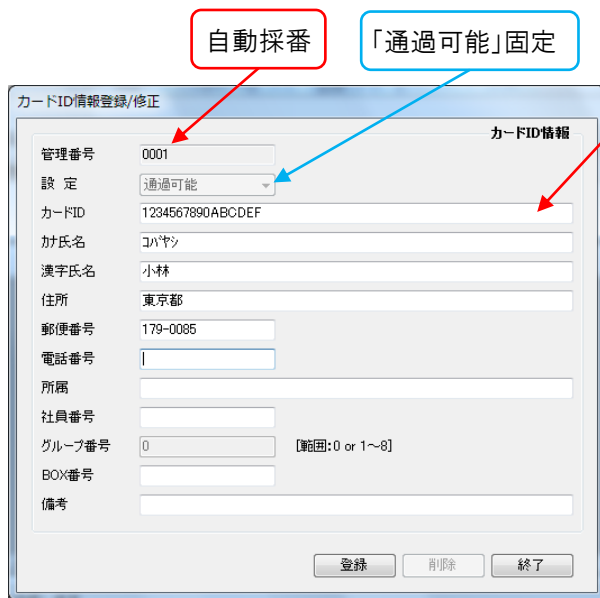 自動採番
「通過可能」固定
カードID情報登録/修正
カードID情報
管理番号 0001
設 定 通過可能
カードID 1234567890ABCDEF
カナ氏名 コバヤシ
漢字氏名 小林
住所 東京都
郵便番号 179-0085
電話番号
所属
社員番号
グループ番号 0 [範囲:0 or 1～8]
BOX番号
備考
登録 削除 終了